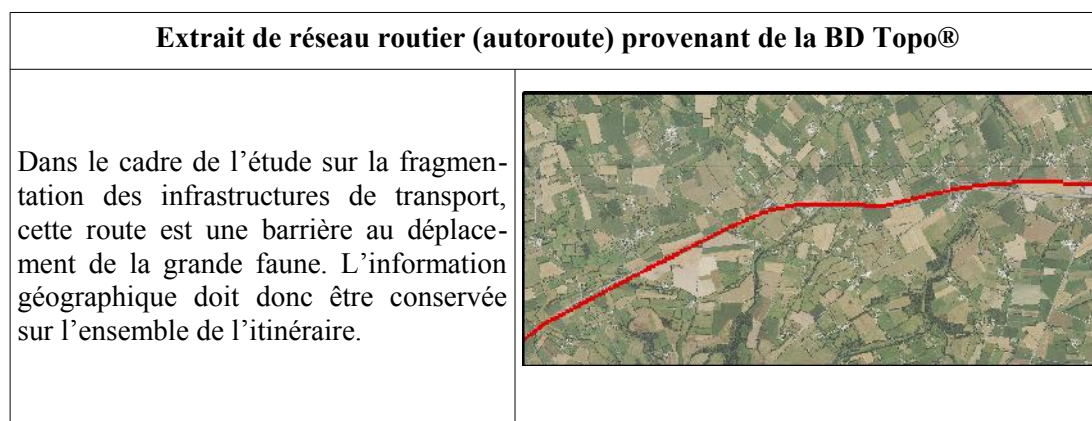 Extrait de réseau routier (autoroute) provenant de la BD Topo®
Dans le cadre de l’étude sur la fragmen-
tation des infrastructures de transport,
cette route est une barrière au déplace-
ment de la grande faune. L’information
géographique doit donc être conservée
sur l’ensemble de l’itinéraire.